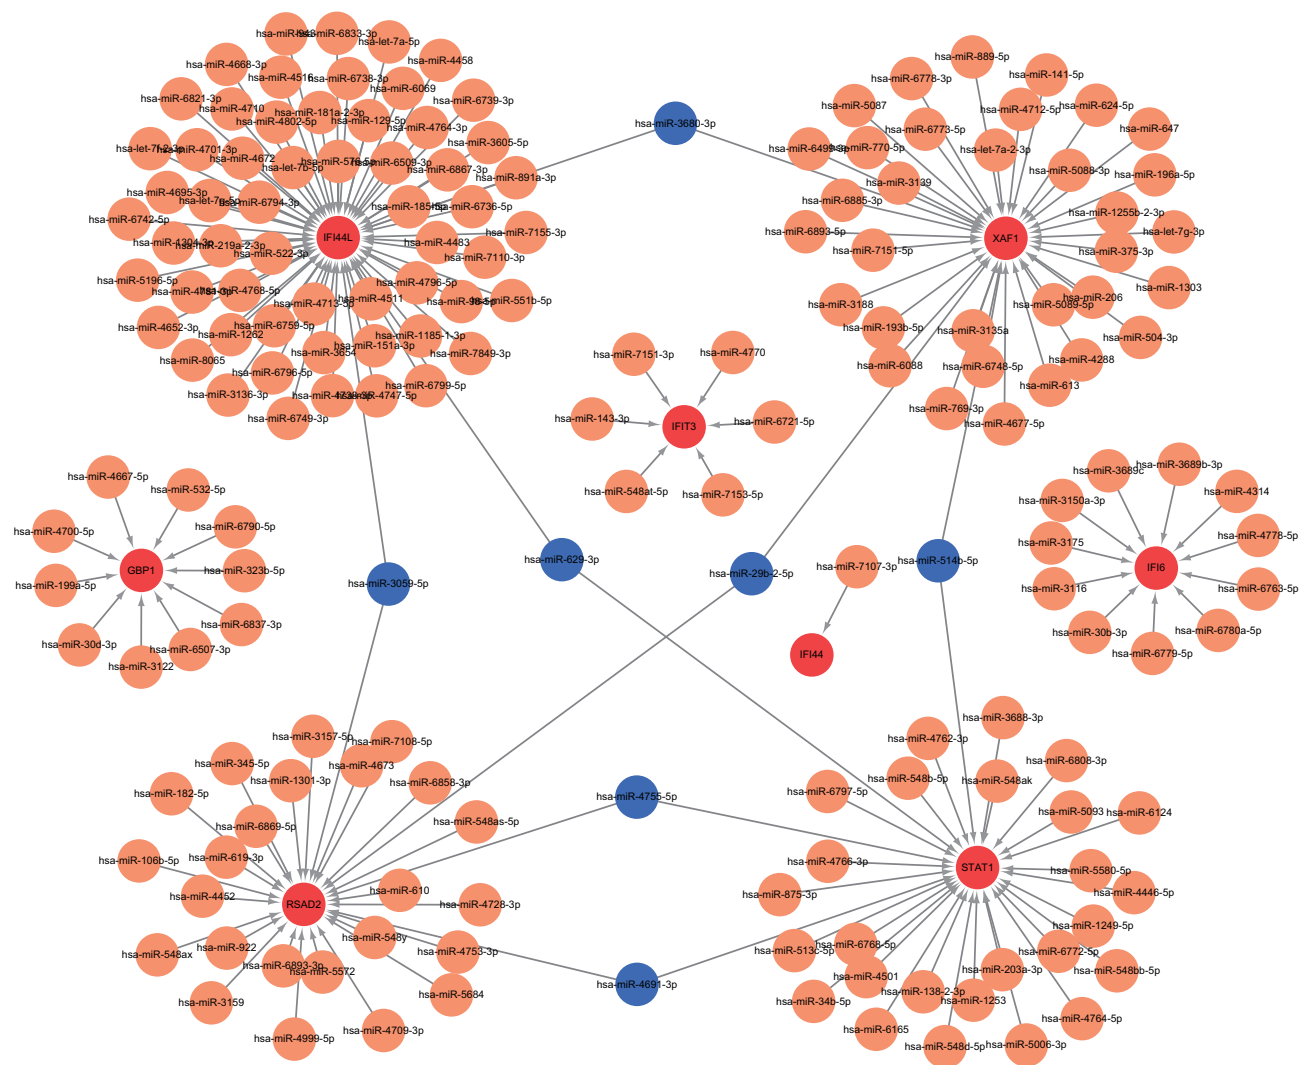 hsa-miR-6833-3p
hsa-let-7a-5p
hsa-miR-4668-3p
hsa-miR-4516
hsa-miR-6738-3p
hsa-miR-4458
hsa-miR-6069
hsa-miR-6821-3p
hsa-miR-4710
hsa-miR-181a-2-3p
hsa-miR-6739-3p
hsa-miR-4802-5p
hsa-miR-129-5p
hsa-miR-4764-3p
hsa-miR-3605-5p
hsa-miR-4701-3p
hsa-miR-4672
hsa-let-7b-5p
hsa-miR-576-5p
hsa-miR-6509-3p
hsa-miR-6867-3p
hsa-miR-891a-3p
hsa-miR-4695-3p
hsa-miR-6794-3p
hsa-miR-6736-5p
hsa-miR-6742-5p
IFI44L
hsa-miR-4483
hsa-miR-7155-3p
hsa-miR-1304-3p
hsa-miR-219a-2-3p
hsa-miR-522-3p
hsa-miR-7110-3p
hsa-miR-5196-5p
hsa-miR-4768-5p
hsa-miR-4796-5p
hsa-miR-551b-5p
hsa-miR-4713-5p
hsa-miR-4511
hsa-miR-4652-3p
hsa-miR-1262
hsa-miR-6759-5p
hsa-miR-1185-1-3p
hsa-miR-8065
hsa-miR-3654
hsa-miR-151a-3p
hsa-miR-7849-3p
hsa-miR-6796-5p
hsa-miR-3136-3p
hsa-miR-4747-5p
hsa-miR-6799-5p
hsa-miR-6749-3p
hsa-miR-3680-3p
hsa-miR-889-5p
hsa-miR-6778-3p
hsa-miR-141-5p
hsa-miR-5087
hsa-miR-4712-5p
hsa-miR-624-5p
hsa-miR-6773-5p
hsa-miR-647
hsa-miR-770-5p
hsa-let-7a-2-3p
hsa-miR-3139
hsa-miR-5088-3p
hsa-miR-196a-5p
hsa-miR-6885-3p
hsa-miR-1255b-2-3p
hsa-miR-6893-5p
XAF1
hsa-let-7g-3p
hsa-miR-7151-5p
hsa-miR-375-3p
hsa-miR-1303
hsa-miR-3188
hsa-miR-206
hsa-miR-5089-5p
hsa-miR-193b-5p
hsa-miR-3135a
hsa-miR-504-3p
hsa-miR-6088
hsa-miR-6748-5p
hsa-miR-4288
hsa-miR-613
hsa-miR-769-3p
hsa-miR-4677-5p
hsa-miR-7151-3p
hsa-miR-4770
hsa-miR-143-3p
IFIT3
hsa-miR-6721-5p
hsa-miR-548at-5p
hsa-miR-7153-5p
hsa-miR-4667-5p
hsa-miR-532-5p
hsa-miR-4700-5p
hsa-miR-6790-5p
GBP1
hsa-miR-323b-5p
hsa-miR-199a-5p
hsa-miR-6837-3p
hsa-miR-30d-3p
hsa-miR-6507-3p
hsa-miR-3122
hsa-miR-3059-5p
hsa-miR-629-3p
hsa-miR-29b-2-5p
hsa-miR-514b-5p
hsa-miR-7107-3p
IFI44
hsa-miR-3689c
hsa-miR-3689b-3p
hsa-miR-3150a-3p
hsa-miR-4314
hsa-miR-3175
hsa-miR-4778-5p
IFI6
hsa-miR-3116
hsa-miR-6763-5p
hsa-miR-30b-3p
hsa-miR-6780a-5p
hsa-miR-6779-5p
hsa-miR-3157-5p
hsa-miR-7108-5p
hsa-miR-345-5p
hsa-miR-1301-3p
hsa-miR-4673
hsa-miR-6858-3p
hsa-miR-182-5p
hsa-miR-6869-5p
hsa-miR-548as-5p
hsa-miR-106b-5p
hsa-miR-619-3p
hsa-miR-4452
RSAD2
hsa-miR-610
hsa-miR-4728-3p
hsa-miR-548ax
hsa-miR-922
hsa-miR-548y
hsa-miR-4753-3p
hsa-miR-6893-3p
hsa-miR-5572
hsa-miR-5684
hsa-miR-3159
hsa-miR-4999-5p
hsa-miR-4709-3p
hsa-miR-4755-5p
hsa-miR-4691-3p
hsa-miR-3688-3p
hsa-miR-4762-3p
hsa-miR-6808-3p
hsa-miR-548b-5p
hsa-miR-548ak
hsa-miR-6797-5p
hsa-miR-5093
hsa-miR-6124
hsa-miR-4766-3p
STAT1
hsa-miR-5580-5p
hsa-miR-875-3p
hsa-miR-4446-5p
hsa-miR-1249-5p
hsa-miR-513c-5p
hsa-miR-6768-5p
hsa-miR-6772-5p
hsa-miR-4501
hsa-miR-203a-3p
hsa-miR-548bb-5p
hsa-miR-34b-5p
hsa-miR-138-2-3p
hsa-miR-1253
hsa-miR-4764-5p
hsa-miR-6165
hsa-miR-548d-5p
hsa-miR-5006-3p